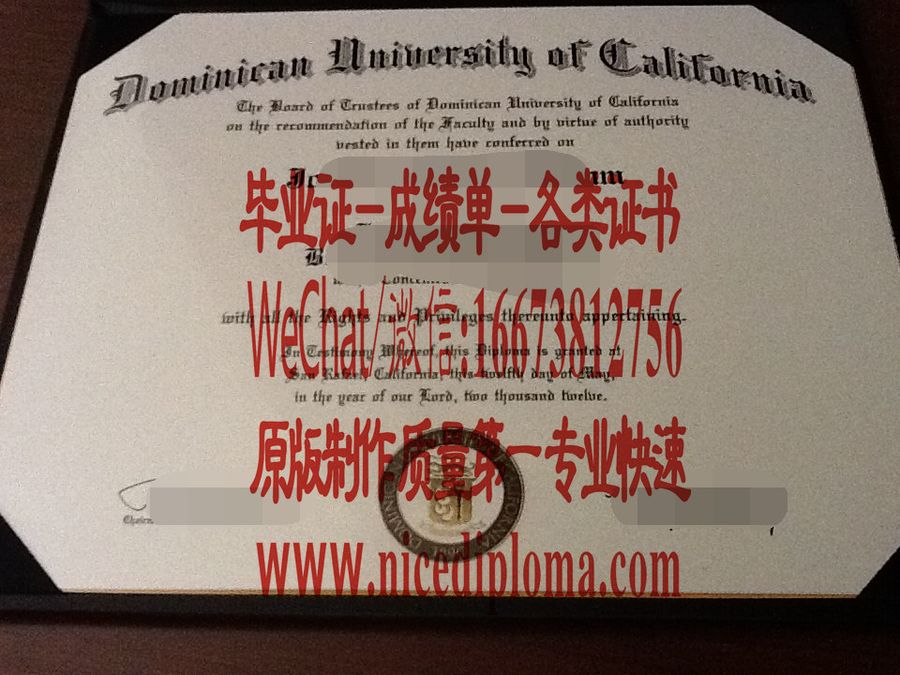 Dominican University of California
The Board of Trustees of Dominican University of California
on the recommendation of the Faculty and by virtue of authority
vested in them have conferred on
毕业证－成绩单－各类证书
WeChat/微信:16673812756
with all the Rights and Privileges thereunto appertaining.
In Testimony Whereof, this Diploma is granted at
San Rafael, California, this twelfth day of May,
in the year of our Lord, two thousand twelve.
原版制作质量第一专业快速
www.nicediploma.com